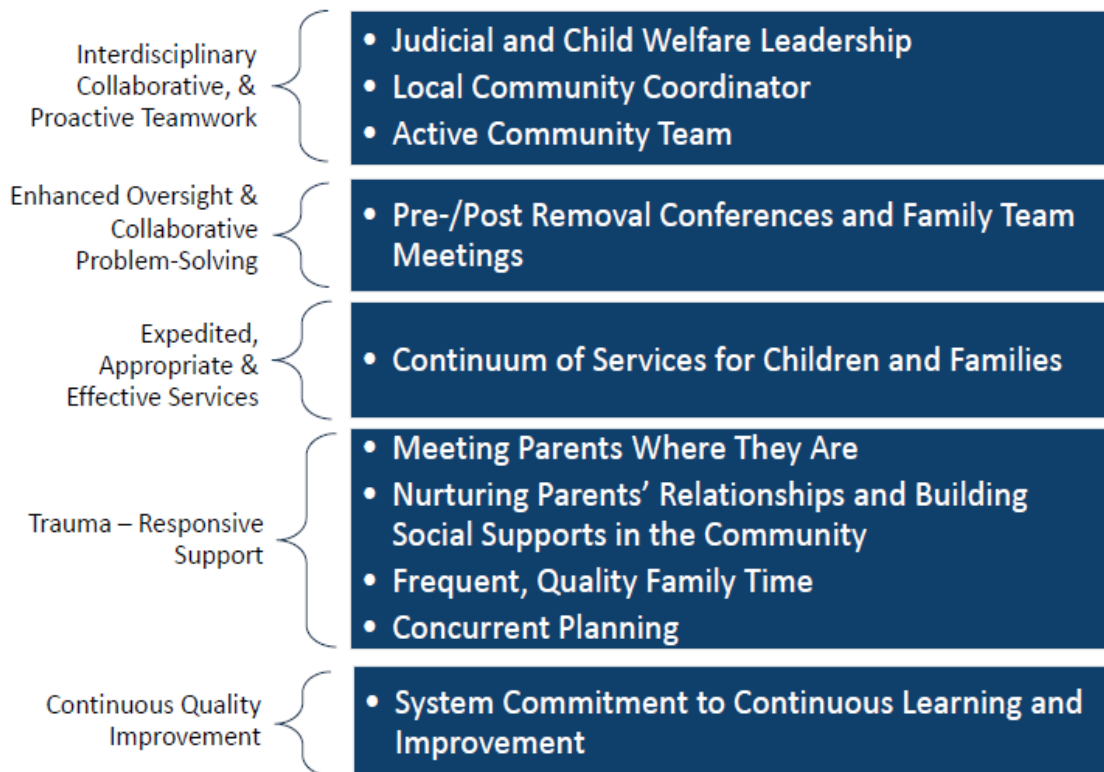 Interdisciplinary
Collaborative, &
Proactive Teamwork
• Judicial and Child Welfare Leadership
• Local Community Coordinator
• Active Community Team
Enhanced Oversight &
Collaborative
Problem-Solving
• Pre-/Post Removal Conferences and Family Team
Meetings
Expedited,
Appropriate &
Effective Services
• Continuum of Services for Children and Families
Trauma – Responsive
Support
• Meeting Parents Where They Are
• Nurturing Parents’ Relationships and Building
Social Supports in the Community
• Frequent, Quality Family Time
• Concurrent Planning
Continuous Quality
Improvement
• System Commitment to Continuous Learning and
Improvement